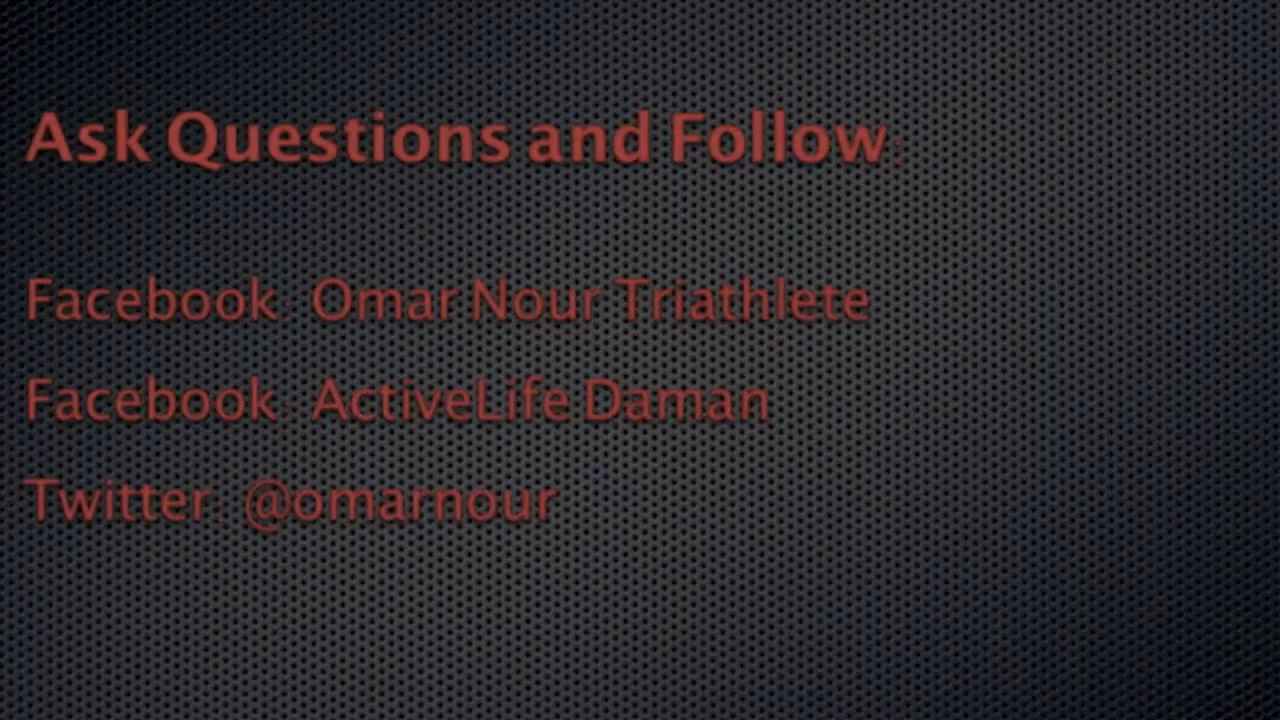 Ask Questions and Follow:
Facebook: Omar Nour Triathlete
Facebook: ActiveLife Daman
Twitter: @omarnour